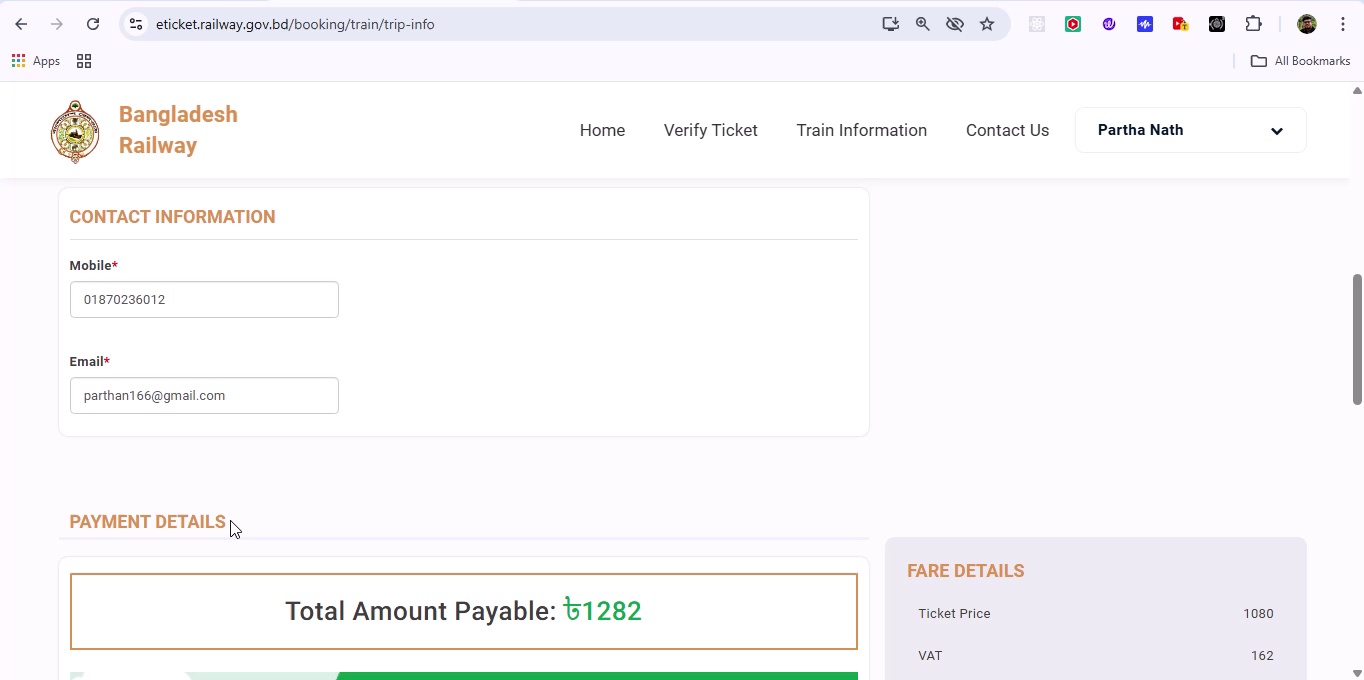 eticket.railway.gov.bd/booking/train/trip-info
Apps
All Bookmarks
Bangladesh
Railway
Home
Verify Ticket
Train Information
Contact Us
Partha Nath
CONTACT INFORMATION
Mobile*
01870236012
Email*
parthan166@gmail.com
PAYMENT DETAILS
Total Amount Payable: ৳1282
FARE DETAILS
Ticket Price 1080
VAT 162